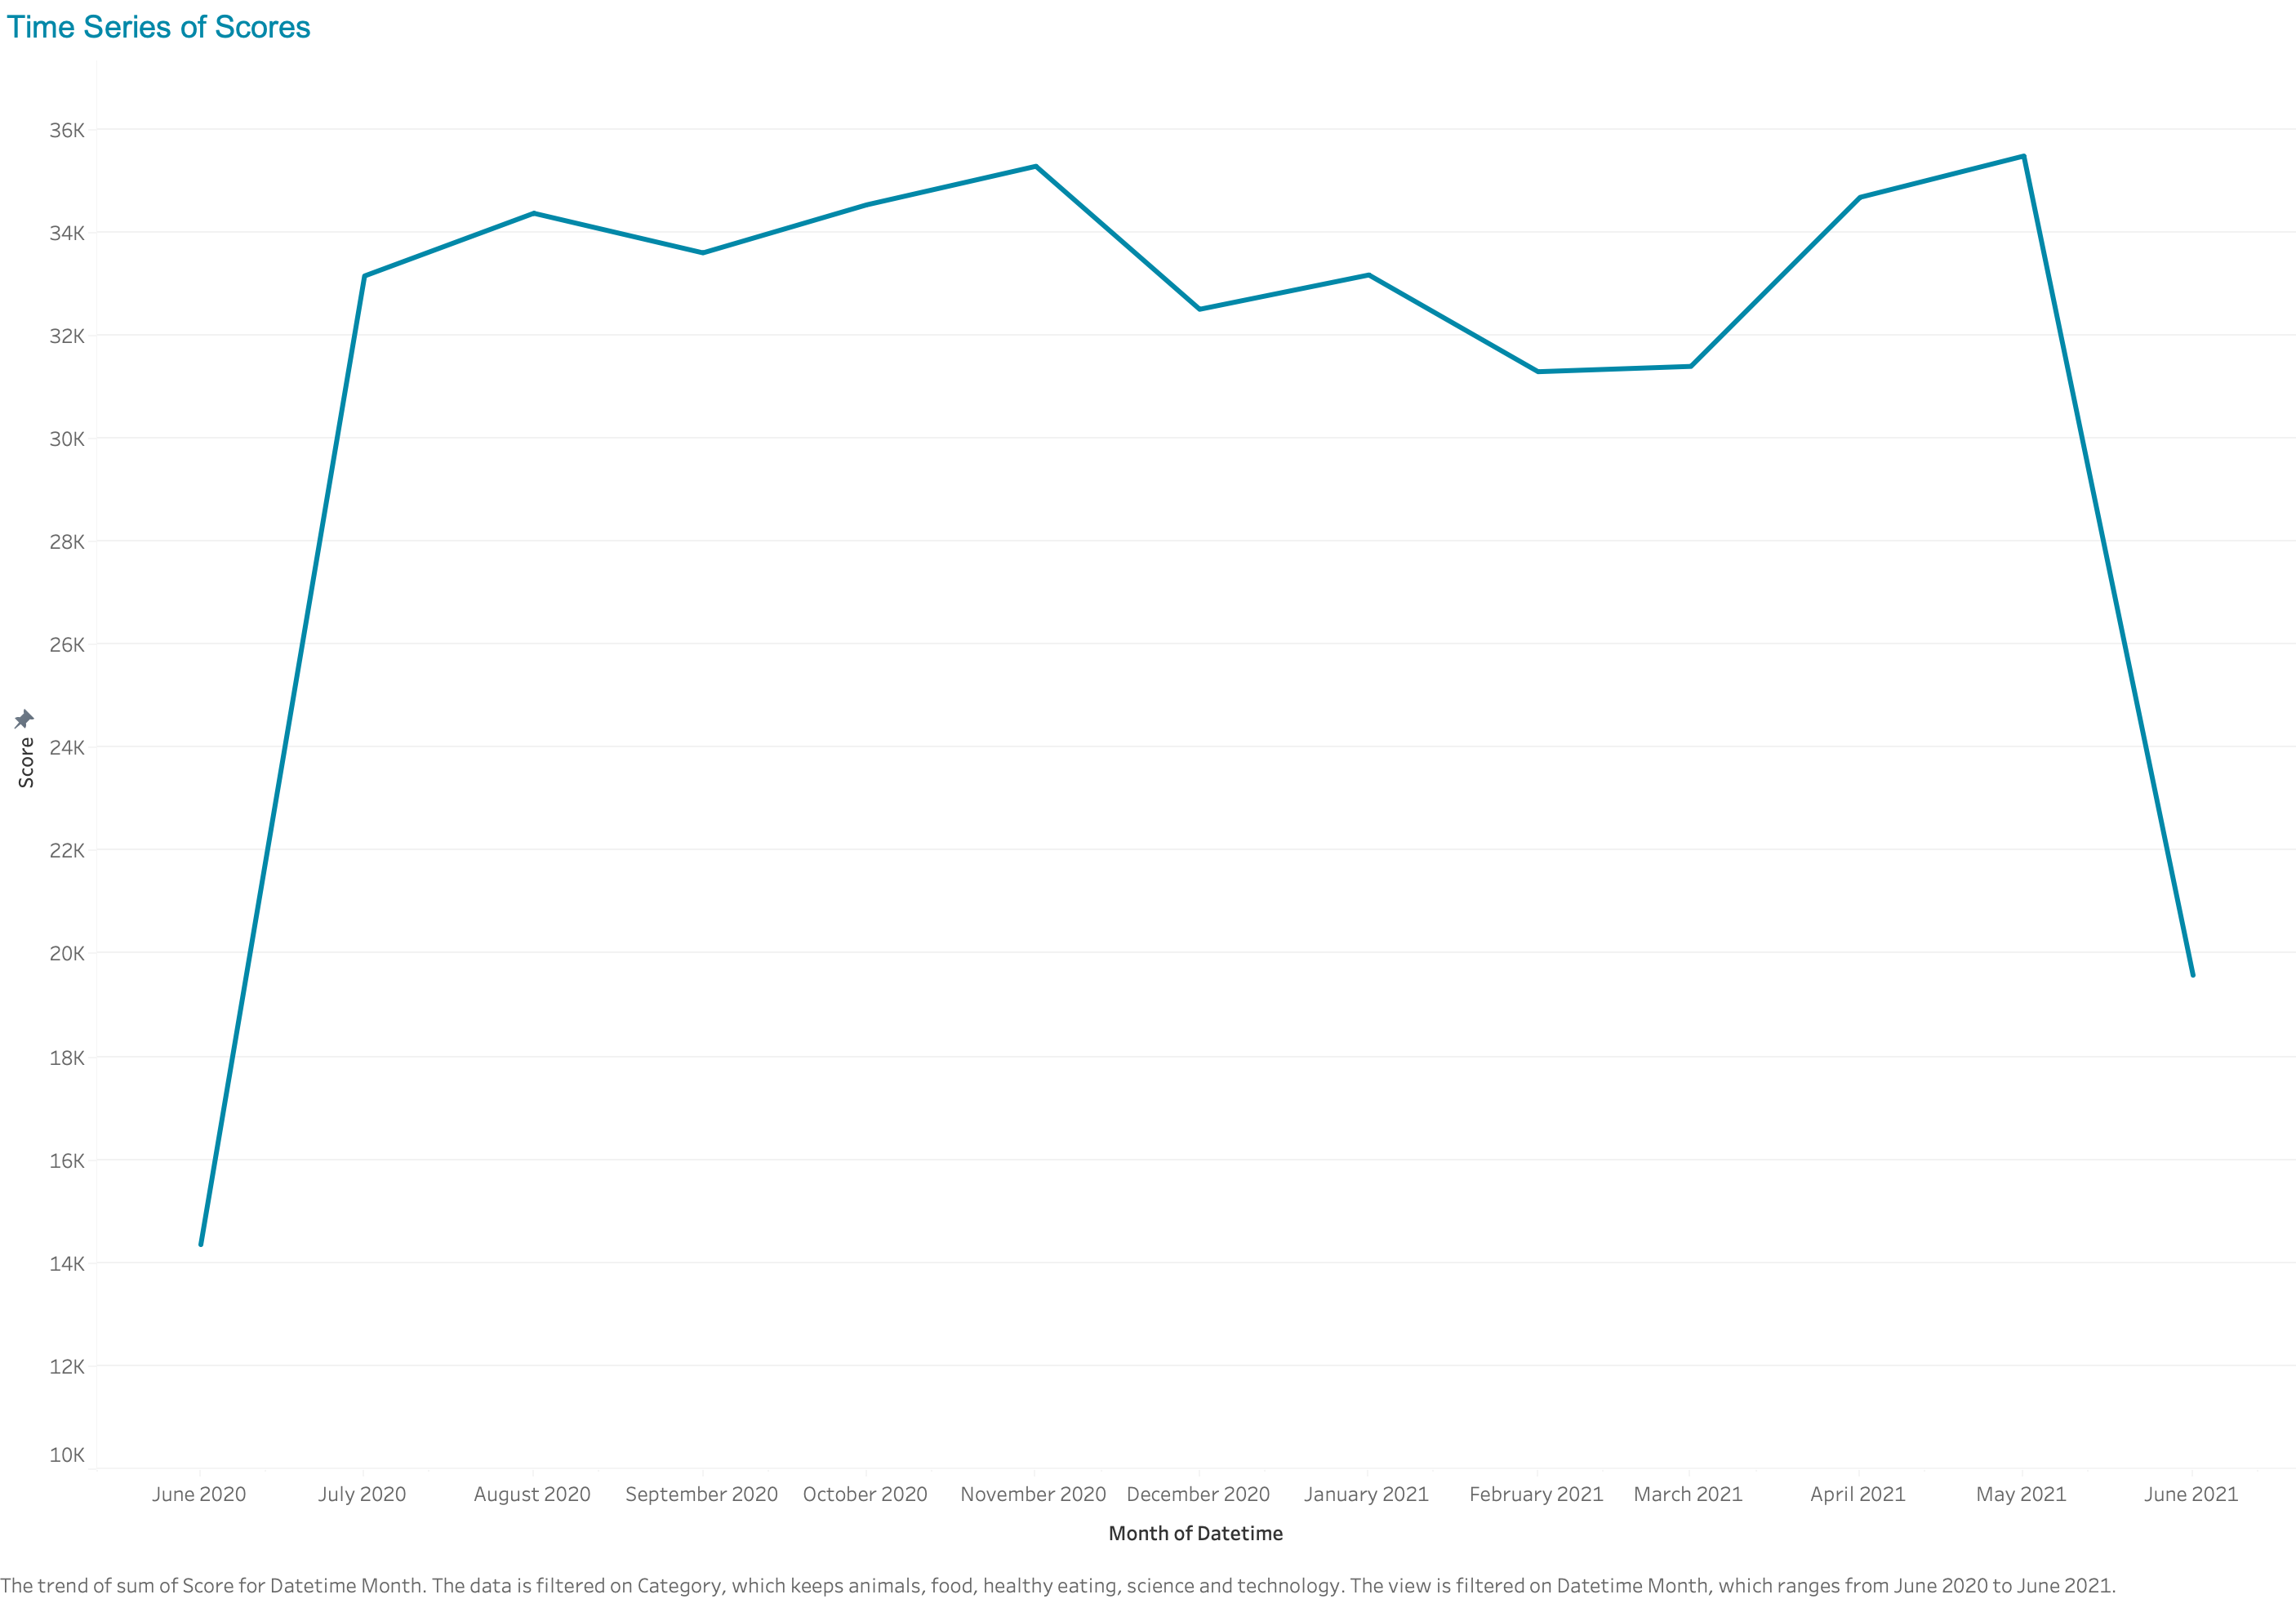 Time Series of Scores
36K
34K
32K
30K
28K
26K
24K
22K
20K
18K
16K
14K
12K
10K
Score
June 2020 July 2020 August 2020 September 2020 October 2020 November 2020 December 2020 January 2021 February 2021 March 2021 April 2021 May 2021 June 2021
Month of Datetime
The trend of sum of Score for Datetime Month. The data is filtered on Category, which keeps animals, food, healthy eating, science and technology. The view is filtered on Datetime Month, which ranges from June 2020 to June 2021.